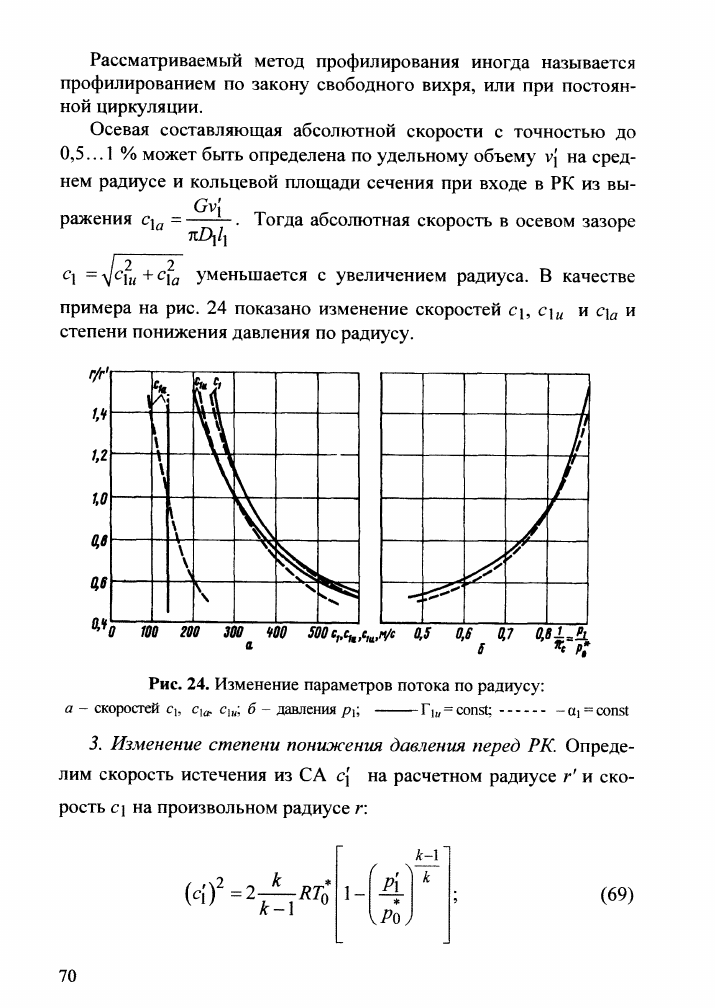 Рассматриваемый метод профилирования иногда называется
профилированием по закону свободного вихря, или при постоян-
ной циркуляции.
Осевая составляющая абсолютной скорости с точностью до
0,5...1 % может быть определена по удельному объему v₁′ на сред-
нем радиусе и кольцевой площади сечения при входе в РК из вы-
ражения c₁ₐ = Gv₁′ / πD₁l₁. Тогда абсолютная скорость в осевом зазоре
c₁ = √(c₁ᵤ² + c₁ₐ²) уменьшается с увеличением радиуса. В качестве
примера на рис. 24 показано изменение скоростей c₁, c₁ᵤ и c₁ₐ и
степени понижения давления по радиусу.
r/r' c₁ₐ c₁ᵤ c₁
1,4
1,2
1,0
0,8
0,6
0,4
0 100 200 300 400 500 c₁,c₁ₐ,c₁ᵤ,м/с 0,5 0,6 0,7 0,8 1/π_c = p₁/p₀*
а б
Рис. 24. Изменение параметров потока по радиусу:
а – скоростей c₁, c₁ₐ, c₁ᵤ; б – давления p₁; ——— Γ₁ᵤ = const; ------ – α₁ = const
3. Изменение степени понижения давления перед РК. Опреде-
лим скорость истечения из СА c₁′ на расчетном радиусе r' и ско-
рость c₁ на произвольном радиусе r:
(c₁′)² = 2 k/(k−1) RT₀* [1 − (p₁′/p₀*)^((k−1)/k)]; (69)
70